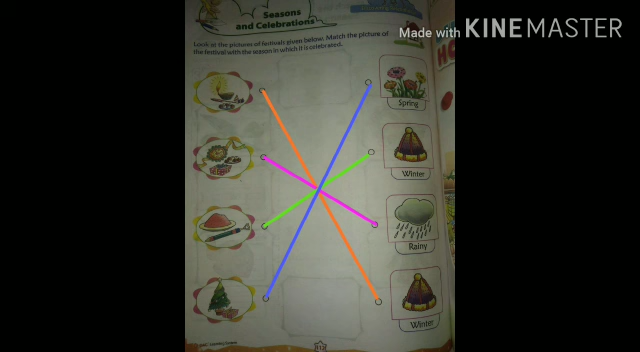 Made with KINEMASTER
Seasons
and Celebrations
Look at the pictures of festivals given below. Match the picture of
the festival with the season in which it is celebrated.
Spring
Winter
Rainy
Winter